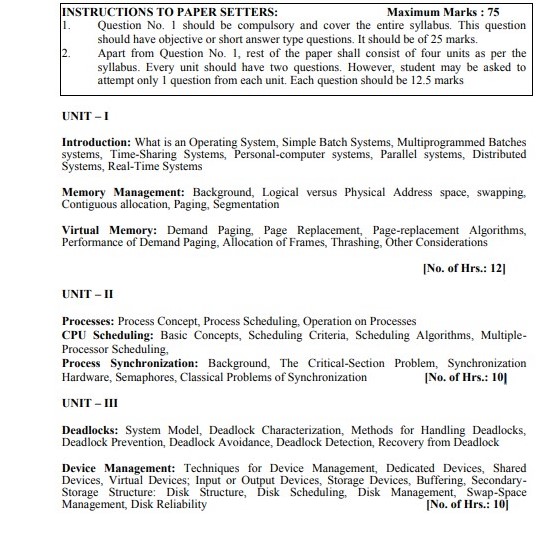 INSTRUCTIONS TO PAPER SETTERS: Maximum Marks : 75
1. Question No. 1 should be compulsory and cover the entire syllabus. This question
should have objective or short answer type questions. It should be of 25 marks.
2. Apart from Question No. 1, rest of the paper shall consist of four units as per the
syllabus. Every unit should have two questions. However, student may be asked to
attempt only 1 question from each unit. Each question should be 12.5 marks
UNIT – I
Introduction: What is an Operating System, Simple Batch Systems, Multiprogrammed Batches
systems, Time-Sharing Systems, Personal-computer systems, Parallel systems, Distributed
Systems, Real-Time Systems
Memory Management: Background, Logical versus Physical Address space, swapping,
Contiguous allocation, Paging, Segmentation
Virtual Memory: Demand Paging, Page Replacement, Page-replacement Algorithms,
Performance of Demand Paging, Allocation of Frames, Thrashing, Other Considerations
[No. of Hrs.: 12]
UNIT – II
Processes: Process Concept, Process Scheduling, Operation on Processes
CPU Scheduling: Basic Concepts, Scheduling Criteria, Scheduling Algorithms, Multiple-
Processor Scheduling,
Process Synchronization: Background, The Critical-Section Problem, Synchronization
Hardware, Semaphores, Classical Problems of Synchronization [No. of Hrs.: 10]
UNIT – III
Deadlocks: System Model, Deadlock Characterization, Methods for Handling Deadlocks,
Deadlock Prevention, Deadlock Avoidance, Deadlock Detection, Recovery from Deadlock
Device Management: Techniques for Device Management, Dedicated Devices, Shared
Devices, Virtual Devices; Input or Output Devices, Storage Devices, Buffering, Secondary-
Storage Structure: Disk Structure, Disk Scheduling, Disk Management, Swap-Space
Management, Disk Reliability [No. of Hrs.: 10]